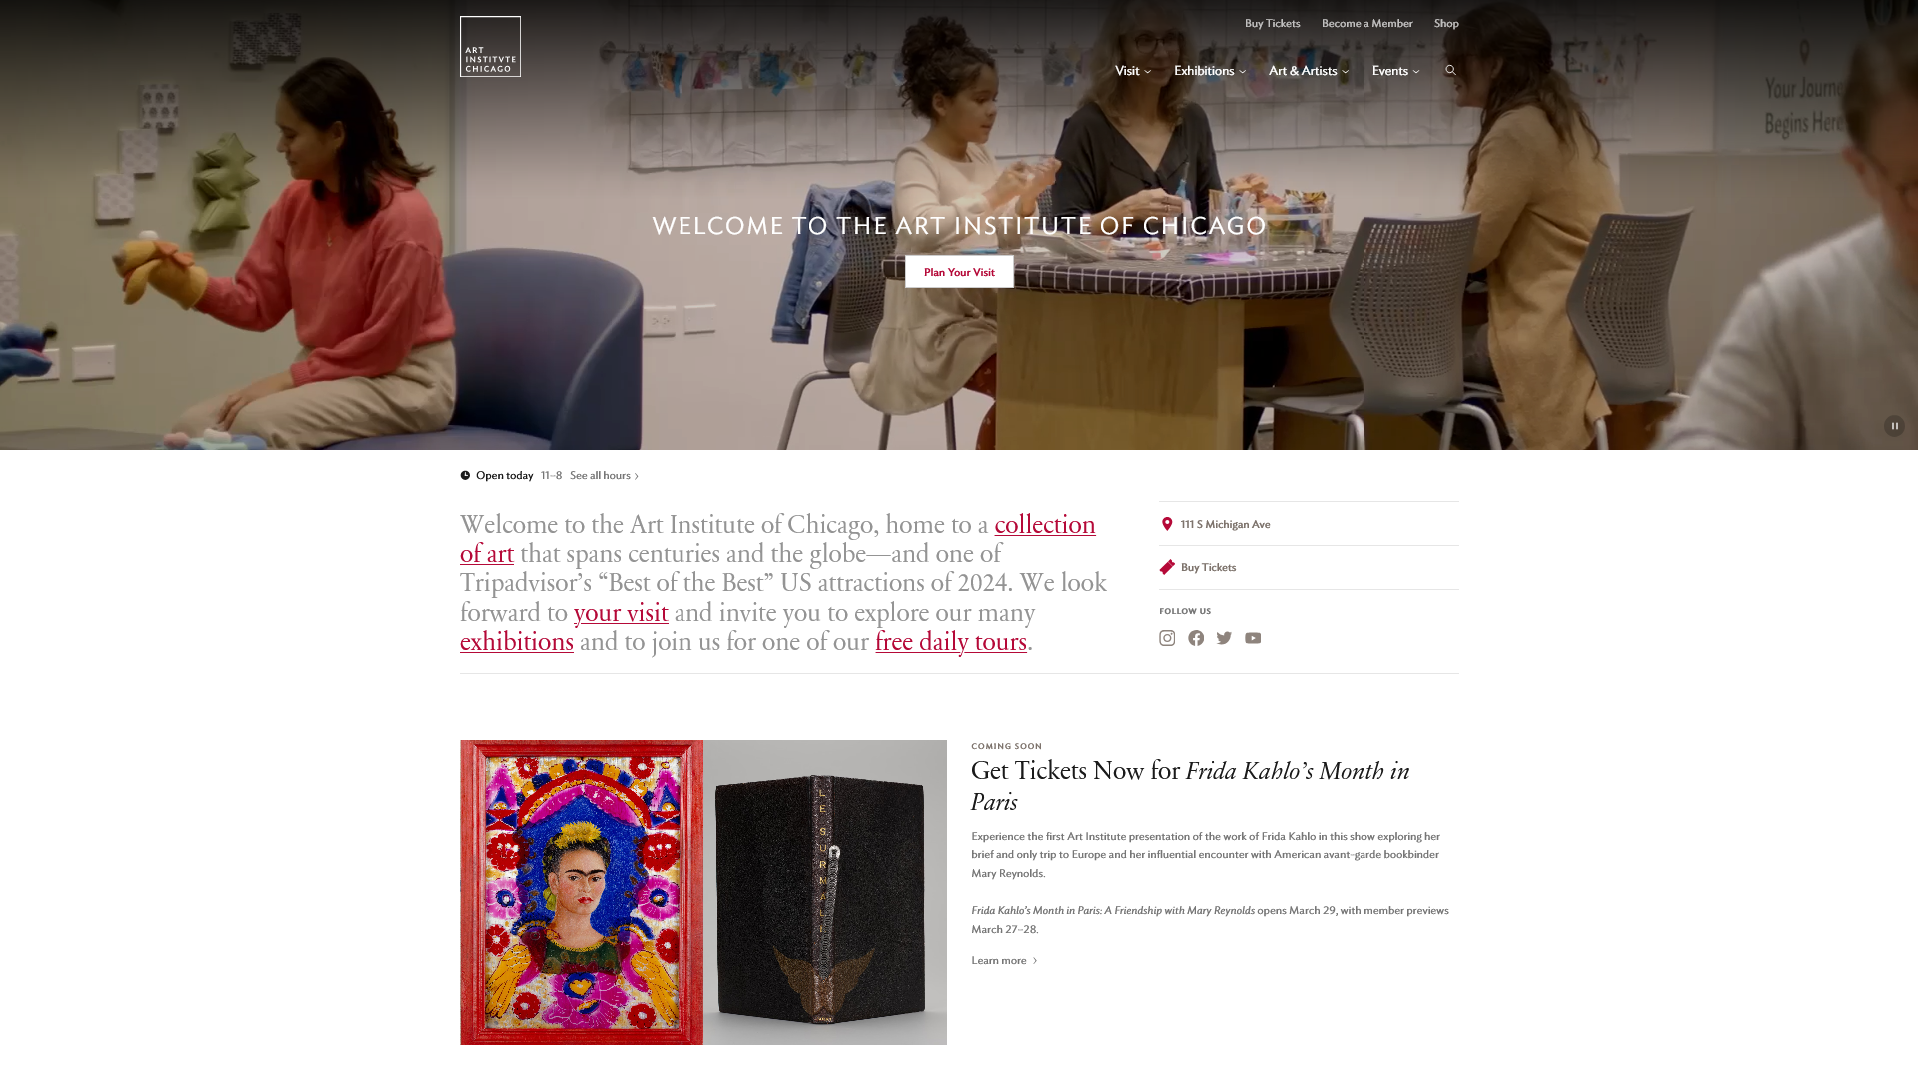 ART
INSTITVTE
CHICAGO
Buy Tickets
Become a Member
Shop
Visit
Exhibitions
Art & Artists
Events
Your Journe
Begins Here
WELCOME TO THE ART INSTITUTE OF CHICAGO
Plan Your Visit
Open today 11–8 See all hours
Welcome to the Art Institute of Chicago, home to a collection
of art that spans centuries and the globe—and one of
Tripadvisor’s “Best of the Best” US attractions of 2024. We look
forward to your visit and invite you to explore our many
exhibitions and to join us for one of our free daily tours.
111 S Michigan Ave
Buy Tickets
FOLLOW US
LE SURMALE
COMING SOON
Get Tickets Now for Frida Kahlo’s Month in
Paris
Experience the first Art Institute presentation of the work of Frida Kahlo in this show exploring her
brief and only trip to Europe and her influential encounter with American avant-garde bookbinder
Mary Reynolds.
Frida Kahlo’s Month in Paris: A Friendship with Mary Reynolds opens March 29, with member previews
March 27–28.
Learn more